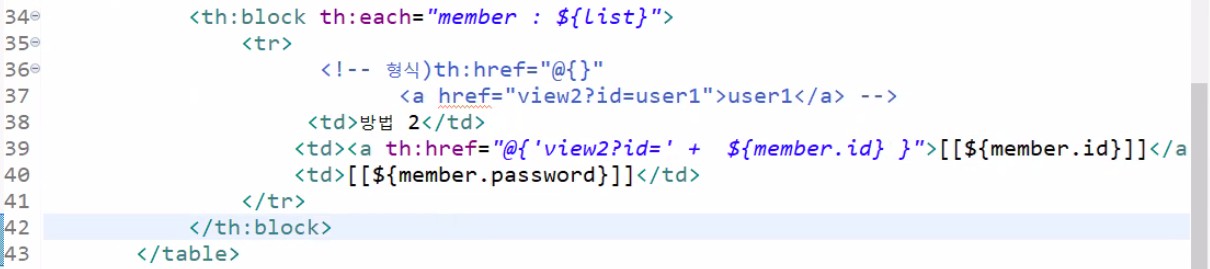 34 <th:block th:each="member : ${list}">
35 <tr>
36 <!-- 형식)th:href="@{}"
37 <a href="view2?id=user1">user1</a> -->
38 <td>방법 2</td>
39 <td><a th:href="@{'view2?id=' +  ${member.id} }">[[${member.id}]]</a
40 <td>[[${member.password}]]</td>
41 </tr>
42 </th:block>
43 </table>